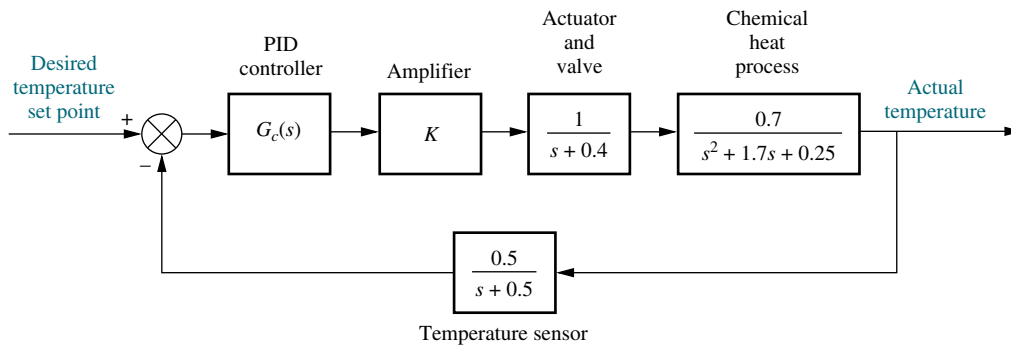 Desired
temperature
set point
+
−
PID
controller
G_c(s)
Amplifier
K
Actuator
and
valve
1
s + 0.4
Chemical
heat
process
0.7
s² + 1.7s + 0.25
Actual
temperature
0.5
s + 0.5
Temperature sensor